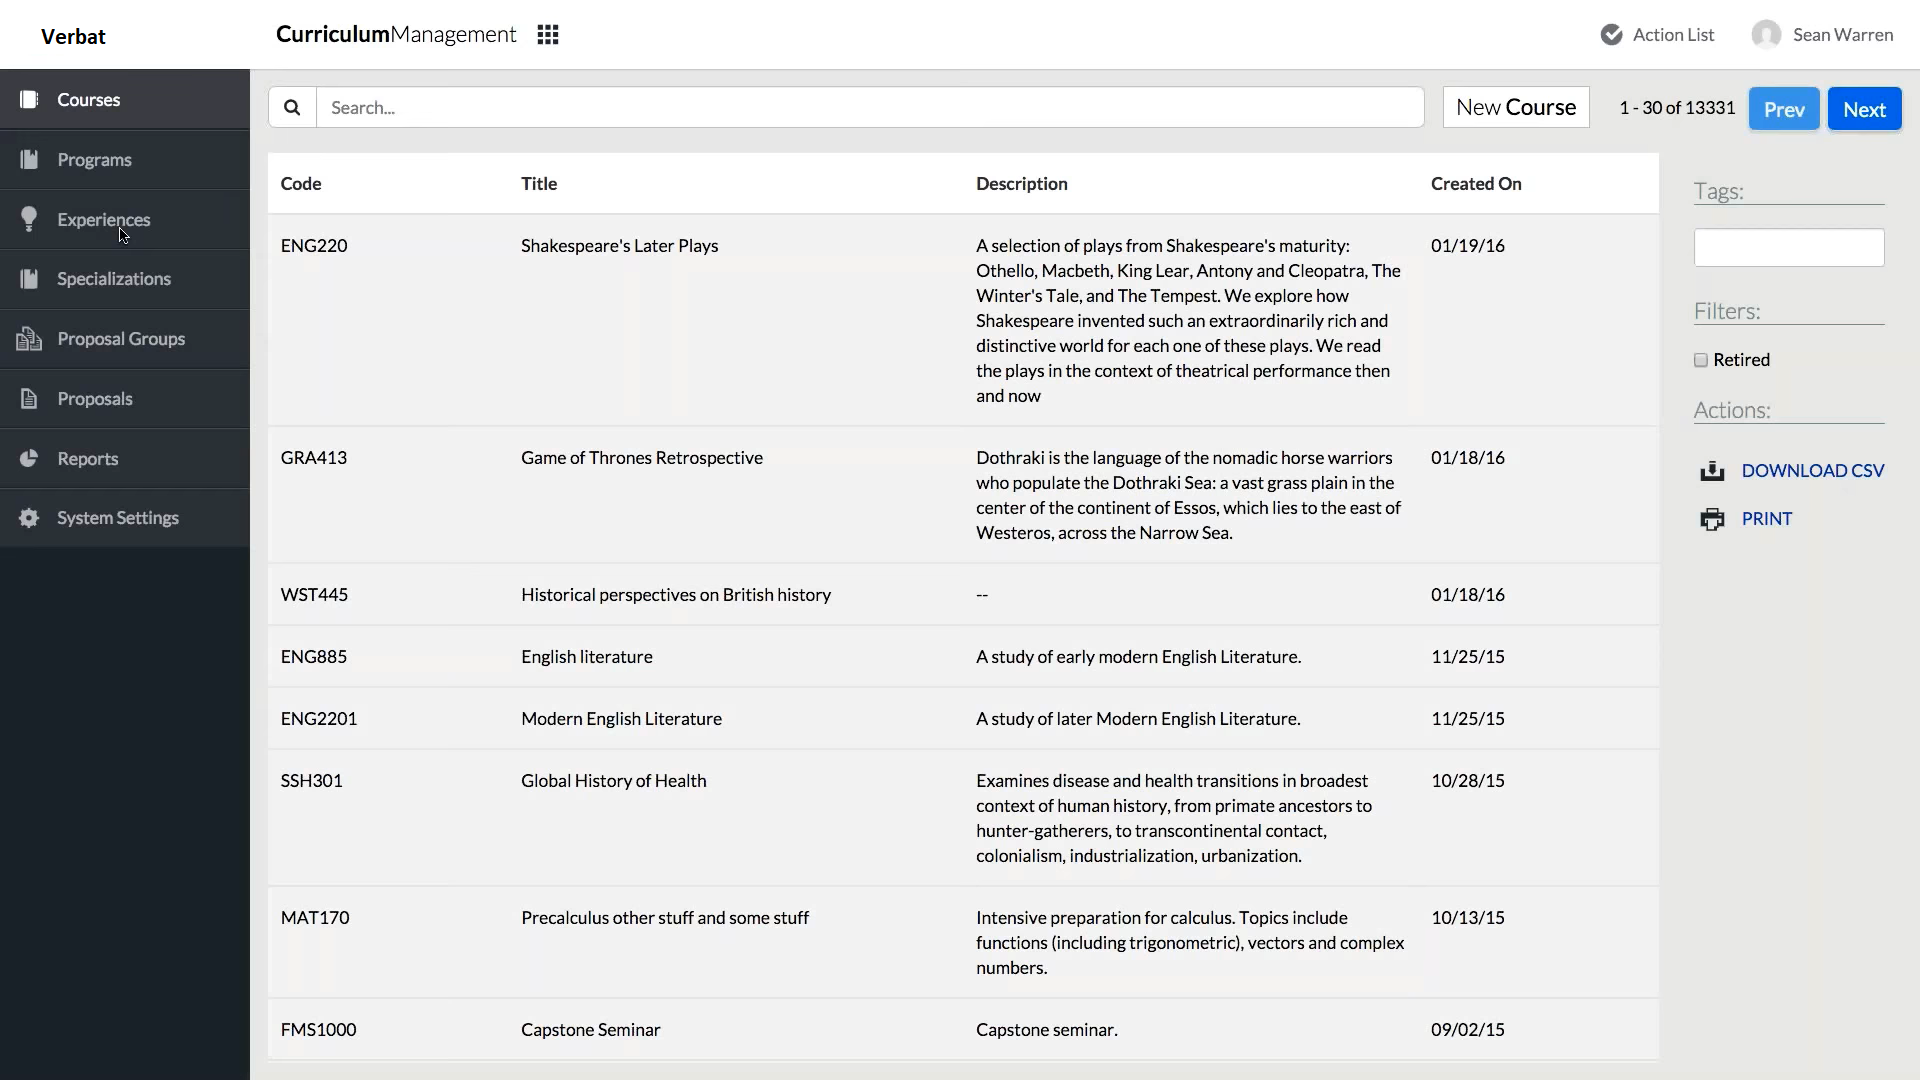 Verbat
CurriculumManagement
Action List
Sean Warren
Courses
Programs
Experiences
Specializations
Proposal Groups
Proposals
Reports
System Settings
Search...
New Course
1 - 30 of 13331
Prev
Next
Code Title Description Created On
ENG220 Shakespeare's Later Plays A selection of plays from Shakespeare's maturity: 01/19/16
Othello, Macbeth, King Lear, Antony and Cleopatra, The
Winter's Tale, and The Tempest. We explore how
Shakespeare invented such an extraordinarily rich and
distinctive world for each one of these plays. We read
the plays in the context of theatrical performance then
and now
GRA413 Game of Thrones Retrospective Dothraki is the language of the nomadic horse warriors 01/18/16
who populate the Dothraki Sea: a vast grass plain in the
center of the continent of Essos, which lies to the east of
Westeros, across the Narrow Sea.
WST445 Historical perspectives on British history -- 01/18/16
ENG885 English literature A study of early modern English Literature. 11/25/15
ENG2201 Modern English Literature A study of later Modern English Literature. 11/25/15
SSH301 Global History of Health Examines disease and health transitions in broadest 10/28/15
context of human history, from primate ancestors to
hunter-gatherers, to transcontinental contact,
colonialism, industrialization, urbanization.
MAT170 Precalculus other stuff and some stuff Intensive preparation for calculus. Topics include 10/13/15
functions (including trigonometric), vectors and complex
numbers.
FMS1000 Capstone Seminar Capstone seminar. 09/02/15
Tags:
Filters:
Retired
Actions:
DOWNLOAD CSV
PRINT